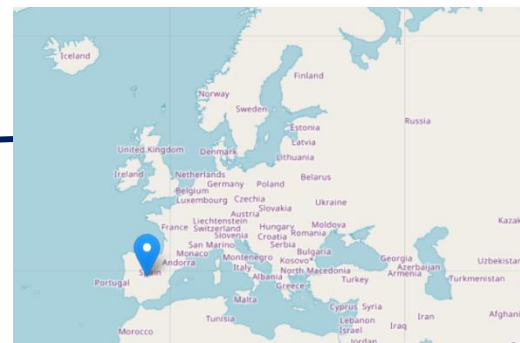 Iceland
Finland
Norway
Sweden
Russia
Estonia
Latvia
United Kingdom
Denmark
Lithuania
Ireland
Netherlands
Belarus
Belgium
Germany
Poland
Luxembourg
Czechia
Ukraine
Slovakia
Austria
Liechtenstein
Moldova
France
Switzerland
Hungary
Kazak
Slovenia
Croatia
Romania
San Marino
Serbia
Monaco
Montenegro
Bulgaria
Andorra
Kosovo*
Georgia
Uzbekistan
Italy
North Macedonia
Azerbaijan
Spain
Albania
Armenia
Turkey
Turkmenistan
Portugal
Greece
Malta
Cyprus
Syria
Tunisia
Lebanon
Iran
Afghani
Morocco
Israel
Iraq
Jordan